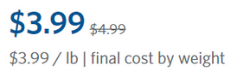 $3.99 $4.99
$3.99 / lb | final cost by weight